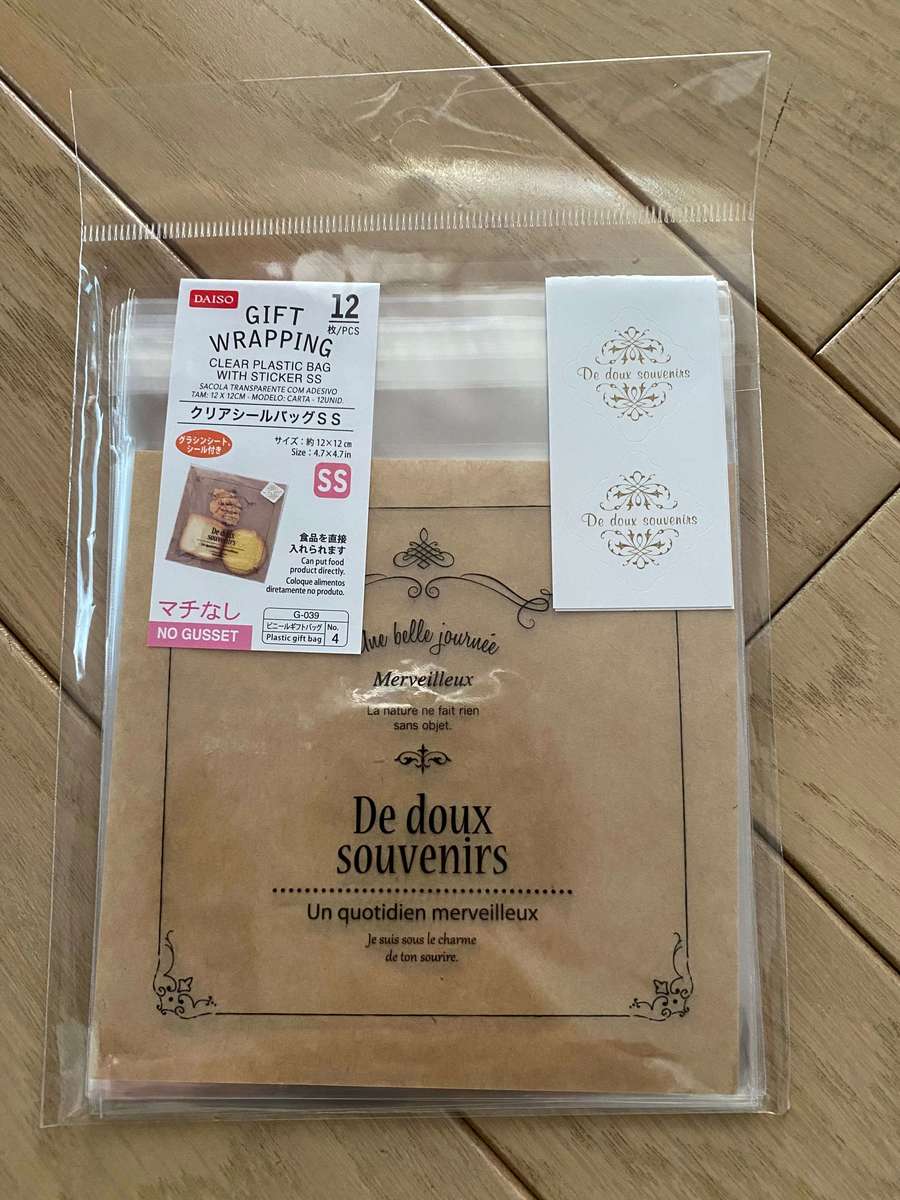 DAISO
GIFT
WRAPPING
12
枚/PCS
CLEAR PLASTIC BAG
WITH STICKER SS
SACOLA TRANSPARENTE COM ADESIVO
TAM: 12 X 12CM - MODELO: CARTA - 12UNID.
クリアシールバッグSS
グラシンシート、
シール付き
サイズ：約12×12㎝
Size：4.7×4.7in
SS
De doux
souvenirs
Un quotidien merveilleux
食品を直接
入れられます
Can put food
product directly.
Coloque alimentos
diretamente no produto.
マチなし
NO GUSSET
G-039
ビニールギフトバッグ
Plastic gift bag
No.
4
De doux souvenirs
De doux souvenirs
Une belle journée
Merveilleux
La nature ne fait rien
sans objet.
De doux
souvenirs
Un quotidien merveilleux
Je suis sous le charme
de ton sourire.